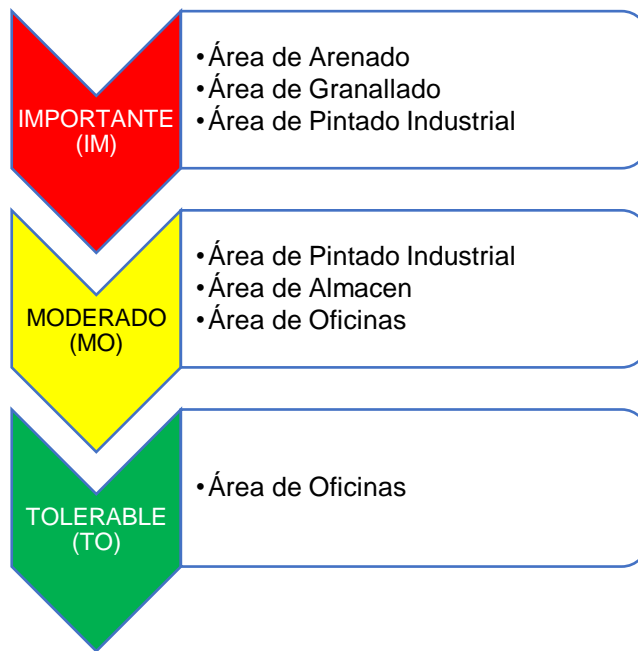 IMPORTANTE
(IM)
•Área de Arenado
•Área de Granallado
•Área de Pintado Industrial
MODERADO
(MO)
•Área de Pintado Industrial
•Área de Almacen
•Área de Oficinas
TOLERABLE
(TO)
•Área de Oficinas